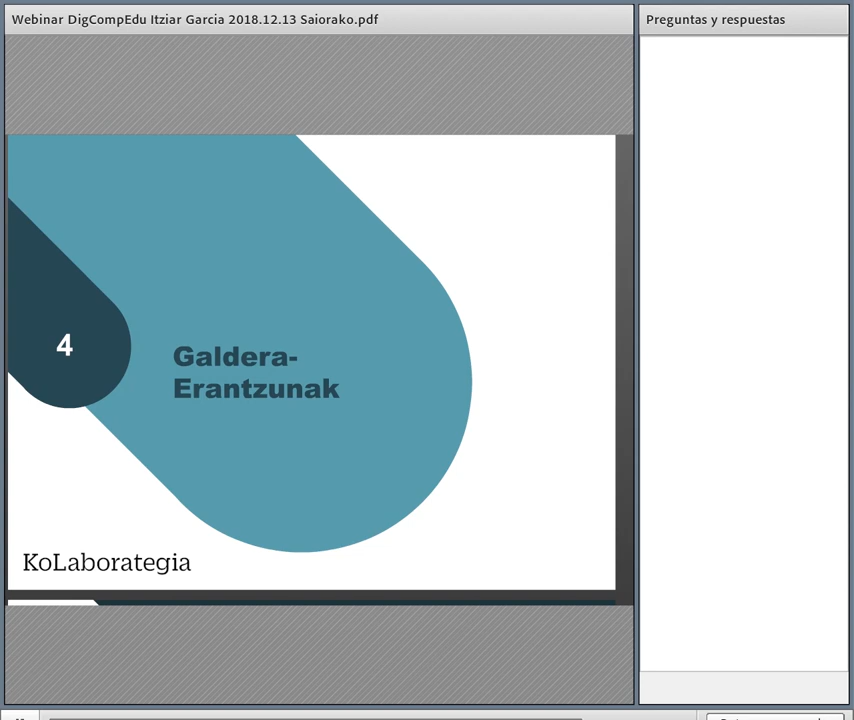 Webinar DigCompEdu Itziar Garcia 2018.12.13 Saiorako.pdf
Preguntas y respuestas
4
Galdera-
Erantzunak
KoLaborategia